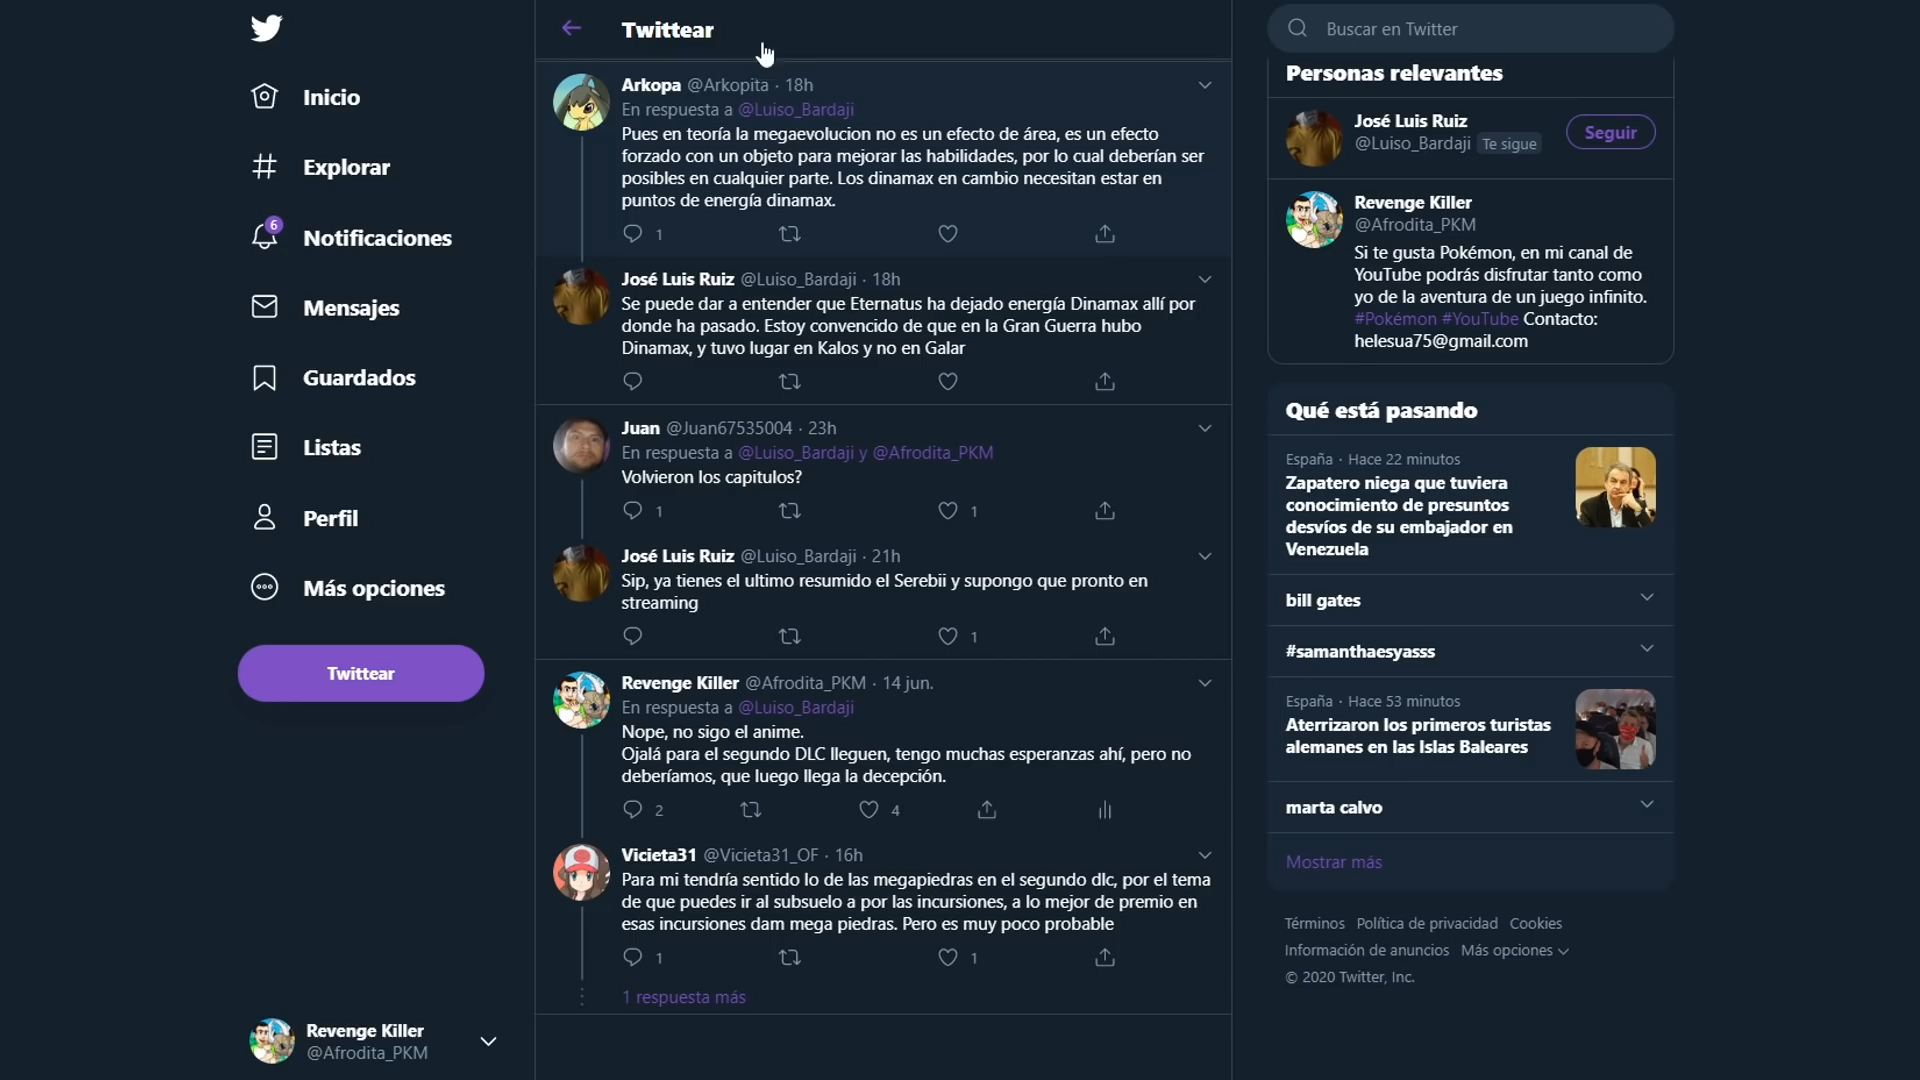 Inicio
Explorar
6
Notificaciones
Mensajes
Guardados
Listas
Perfil
Más opciones
Twittear
Revenge Killer
@Afrodita_PKM
Twittear
Arkopa @Arkopita · 18h
En respuesta a @Luiso_Bardaji
Pues en teoría la megaevolucion no es un efecto de área, es un efecto
forzado con un objeto para mejorar las habilidades, por lo cual deberían ser
posibles en cualquier parte. Los dinamax en cambio necesitan estar en
puntos de energía dinamax.
1
José Luis Ruiz @Luiso_Bardaji · 18h
Se puede dar a entender que Eternatus ha dejado energía Dinamax allí por
donde ha pasado. Estoy convencido de que en la Gran Guerra hubo
Dinamax, y tuvo lugar en Kalos y no en Galar
Juan @Juan67535004 · 23h
En respuesta a @Luiso_Bardaji y @Afrodita_PKM
Volvieron los capitulos?
1 1
José Luis Ruiz @Luiso_Bardaji · 21h
Sip, ya tienes el ultimo resumido el Serebii y supongo que pronto en
streaming
1
Revenge Killer @Afrodita_PKM · 14 jun.
En respuesta a @Luiso_Bardaji
Nope, no sigo el anime.
Ojalá para el segundo DLC lleguen, tengo muchas esperanzas ahí, pero no
deberíamos, que luego llega la decepción.
2 4
Vicieta31 @Vicieta31_OF · 16h
Para mi tendría sentido lo de las megapiedras en el segundo dlc, por el tema
de que puedes ir al subsuelo a por las incursiones, a lo mejor de premio en
esas incursiones dam mega piedras. Pero es muy poco probable
1 1
1 respuesta más
Buscar en Twitter
Personas relevantes
José Luis Ruiz
@Luiso_Bardaji Te sigue
Seguir
Revenge Killer
@Afrodita_PKM
Si te gusta Pokémon, en mi canal de
YouTube podrás disfrutar tanto como
yo de la aventura de un juego infinito.
#Pokémon #YouTube Contacto:
helesua75@gmail.com
Qué está pasando
España · Hace 22 minutos
Zapatero niega que tuviera
conocimiento de presuntos
desvíos de su embajador en
Venezuela
bill gates
#samanthaesyasss
España · Hace 53 minutos
Aterrizaron los primeros turistas
alemanes en las Islas Baleares
marta calvo
Mostrar más
Términos Política de privacidad Cookies
Información de anuncios Más opciones
© 2020 Twitter, Inc.